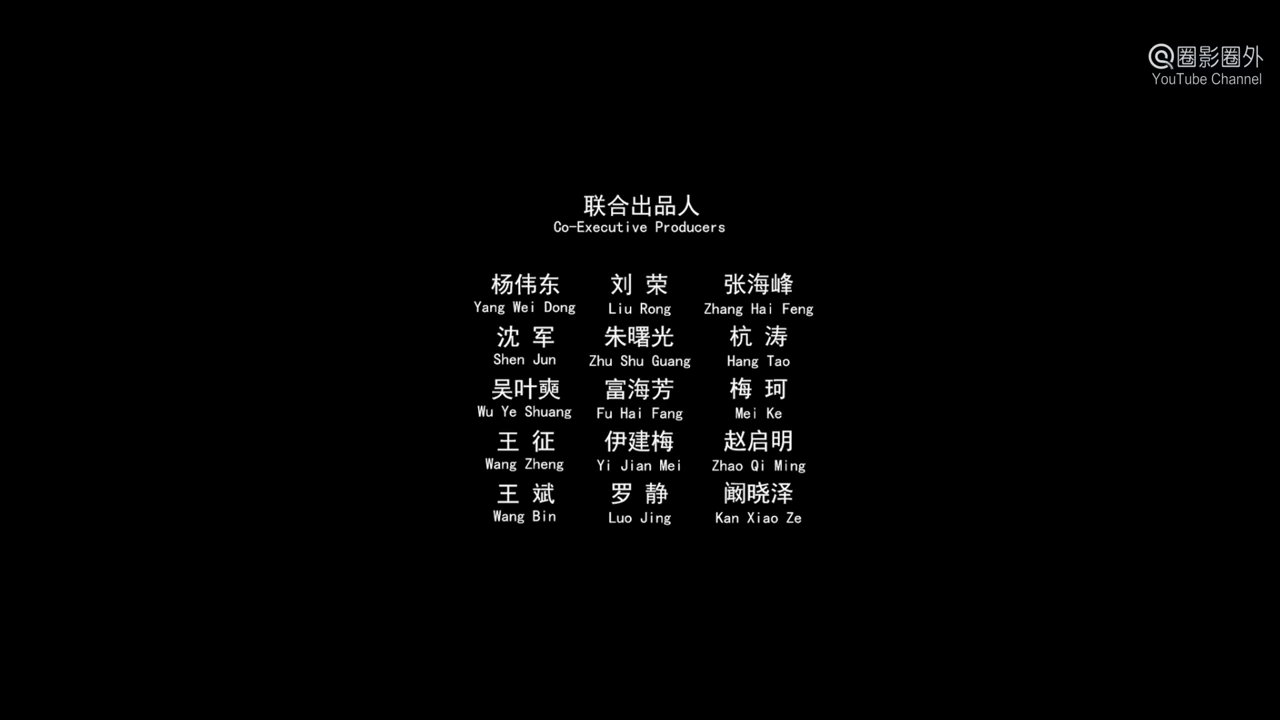 圈影圈外
YouTube Channel
联合出品人
Co-Executive Producers
杨伟东 刘 荣 张海峰
Yang Wei Dong Liu Rong Zhang Hai Feng
沈 军 朱曙光 杭 涛
Shen Jun Zhu Shu Guang Hang Tao
吴叶奭 富海芳 梅 珂
Wu Ye Shuang Fu Hai Fang Mei Ke
王 征 伊建梅 赵启明
Wang Zheng Yi Jian Mei Zhao Qi Ming
王 斌 罗 静 阚晓泽
Wang Bin Luo Jing Kan Xiao Ze